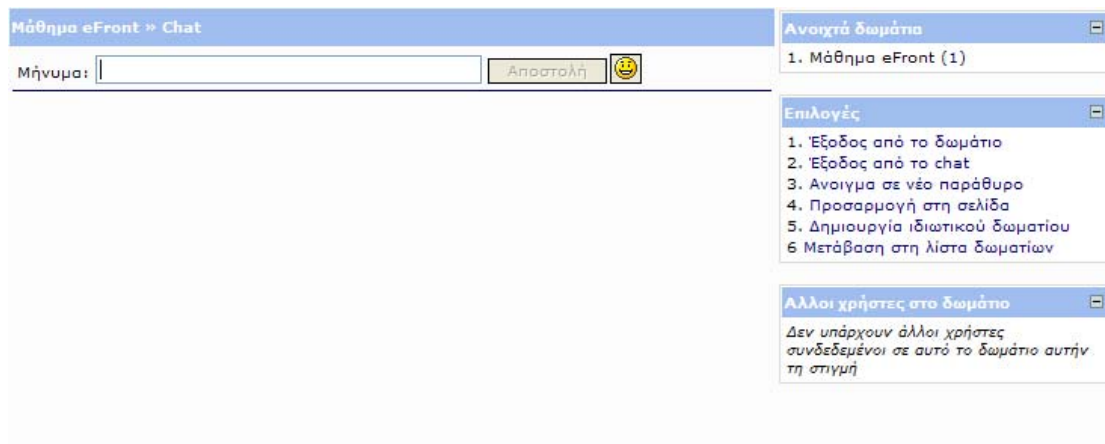 Μάθημα eFront » Chat
Μήνυμα:
Αποστολή
Ανοιχτά δωμάτια
1. Μάθημα eFront (1)
Επιλογές
1. Έξοδος από το δωμάτιο
2. Έξοδος από το chat
3. Ανοιγμα σε νέο παράθυρο
4. Προσαρμογή στη σελίδα
5. Δημιουργία ιδιωτικού δωματίου
6 Μετάβαση στη λίστα δωματίων
Αλλοι χρήστες στο δωμάτιο
Δεν υπάρχουν άλλοι χρήστες
συνδεδεμένοι σε αυτό το δωμάτιο αυτήν
τη στιγμή